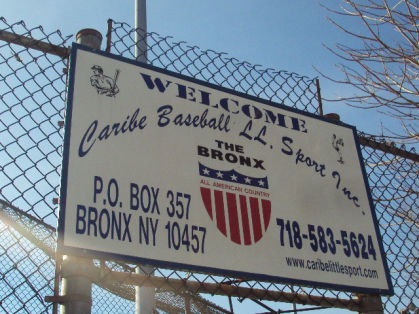 WELCOME
Caribe Baseball LL. Sport Inc.
THE
BRONX
ALL AMERICAN COUNTRY
P.O. BOX 357
BRONX NY 10457
718-583-5624
www.caribelittlesport.com